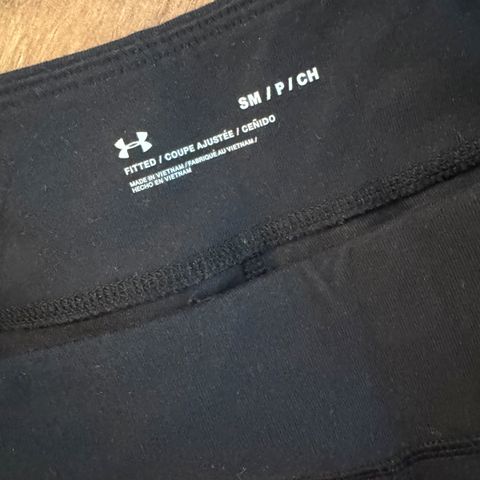 SM / P / CH
FITTED / COUPE AJUSTÉE / CEÑIDO
MADE IN VIETNAM / FABRIQUÉ AU VIETNAM /
HECHO EN VIETNAM